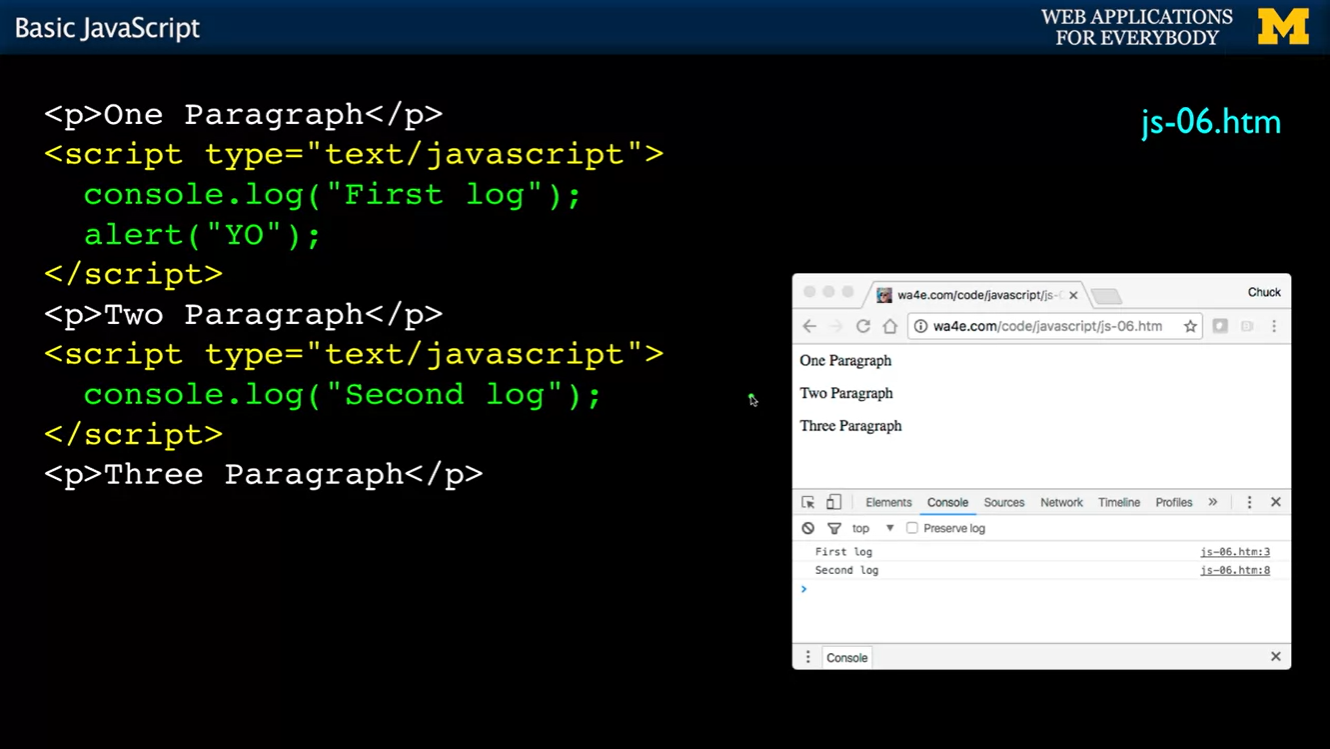 Basic JavaScript
WEB APPLICATIONS
FOR EVERYBODY
M
<p>One Paragraph</p>
<script type="text/javascript">
  console.log("First log");
  alert("YO");
</script>
<p>Two Paragraph</p>
<script type="text/javascript">
  console.log("Second log");
</script>
<p>Three Paragraph</p>
js-06.htm
wa4e.com/code/javascript/js-
Chuck
wa4e.com/code/javascript/js-06.htm
One Paragraph
Two Paragraph
Three Paragraph
Elements Console Sources Network Timeline Profiles »
top Preserve log
First log js-06.htm:3
Second log js-06.htm:8
>
Console